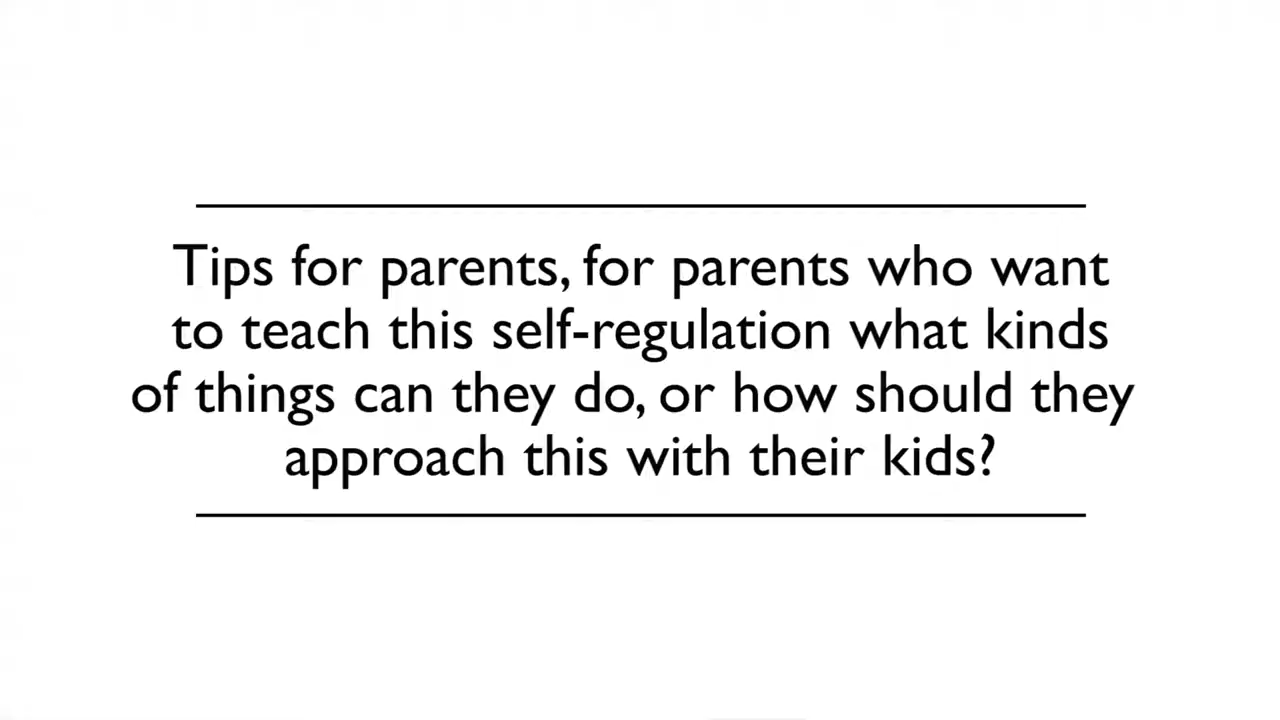 Tips for parents, for parents who want
to teach this self-regulation what kinds
of things can they do, or how should they
approach this with their kids?